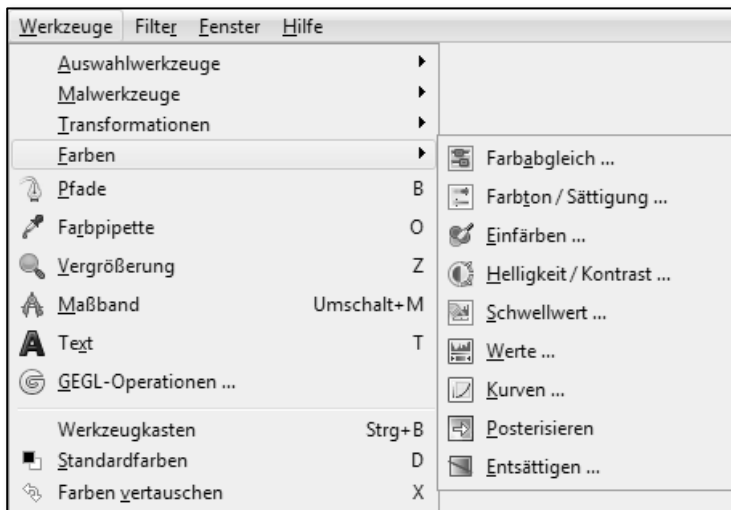 Werkzeuge Filter Fenster Hilfe
Auswahlwerkzeuge
Malwerkzeuge
Transformationen
Farben
Pfade B
Farbpipette O
Vergrößerung Z
Maßband Umschalt+M
Text T
GEGL-Operationen ...
Werkzeugkasten Strg+B
Standardfarben D
Farben vertauschen X
Farbabgleich ...
Farbton / Sättigung ...
Einfärben ...
Helligkeit / Kontrast ...
Schwellwert ...
Werte ...
Kurven ...
Posterisieren
Entsättigen ...